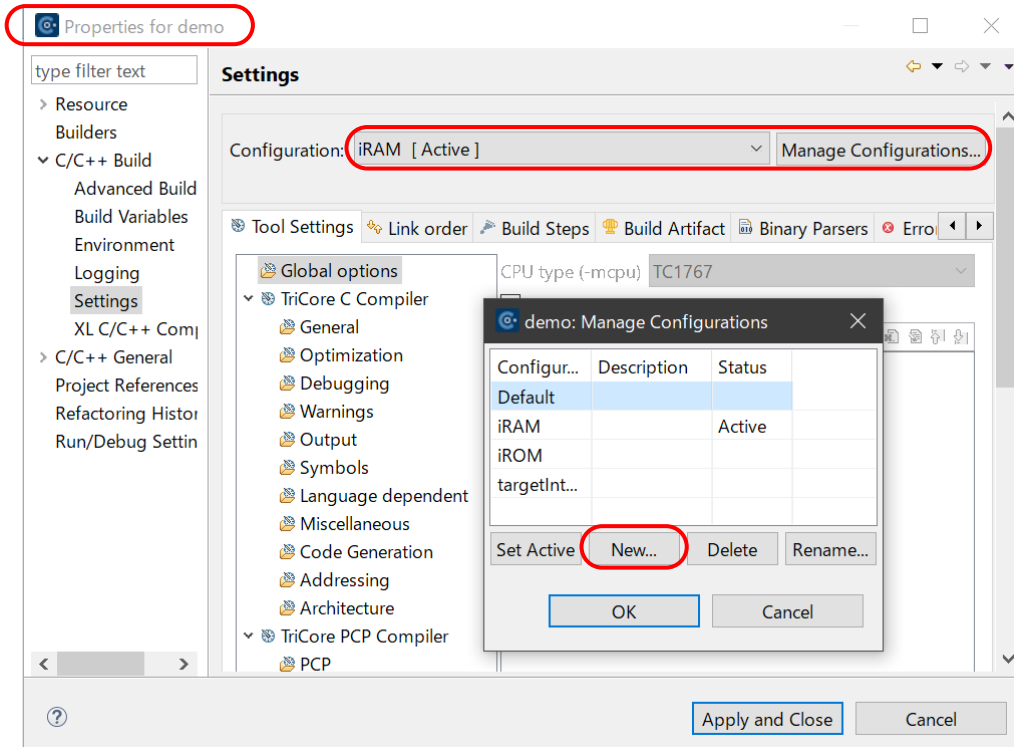 Properties for demo
type filter text
Resource
Builders
C/C++ Build
Advanced Build
Build Variables
Environment
Logging
Settings
XL C/C++ Comp
C/C++ General
Project References
Refactoring Histor
Run/Debug Settin
Settings
Configuration: iRAM [ Active ] Manage Configurations...
Tool Settings Link order Build Steps Build Artifact Binary Parsers Error
Global options
TriCore C Compiler
General
Optimization
Debugging
Warnings
Output
Symbols
Language dependent
Miscellaneous
Code Generation
Addressing
Architecture
TriCore PCP Compiler
PCP
CPU type (-mcpu) TC1767
demo: Manage Configurations
Configur... Description Status
Default
iRAM Active
iROM
targetInt...
Set Active New... Delete Rename...
OK Cancel
Apply and Close Cancel